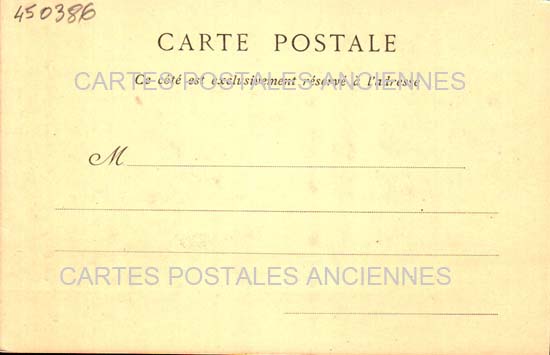 450386
CARTE POSTALE
Ce côté est exclusivement réservé à l'adresse
CARTES POSTALES ANCIENNES
M
CARTES POSTALES ANCIENNES